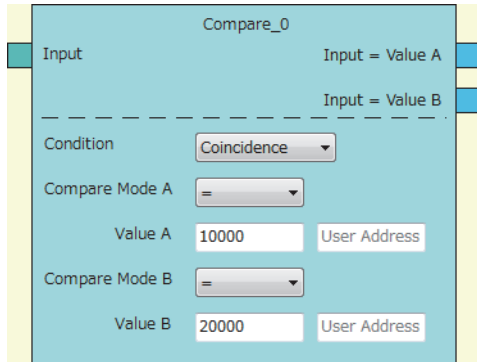 Compare_0
Input Input = Value A
Input = Value B
Condition Coincidence
Compare Mode A =
Value A 10000 User Address
Compare Mode B =
Value B 20000 User Address